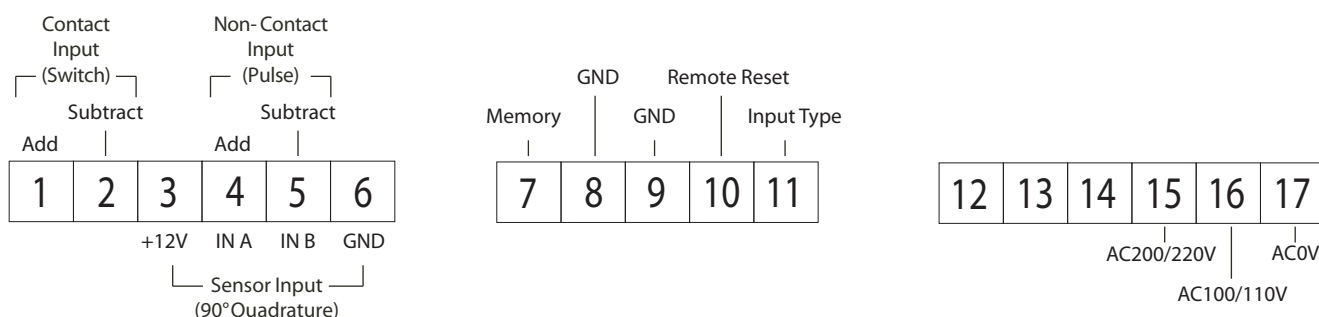 Contact
Input
(Switch)
Non-Contact
Input
(Pulse)
Subtract
Subtract
Add
Add
1 2 3 4 5 6
+12V IN A IN B GND
Sensor Input
(90°Quadrature)
GND Remote Reset
Memory GND Input Type
7 8 9 10 11
12 13 14 15 16 17
AC200/220V AC0V
AC100/110V